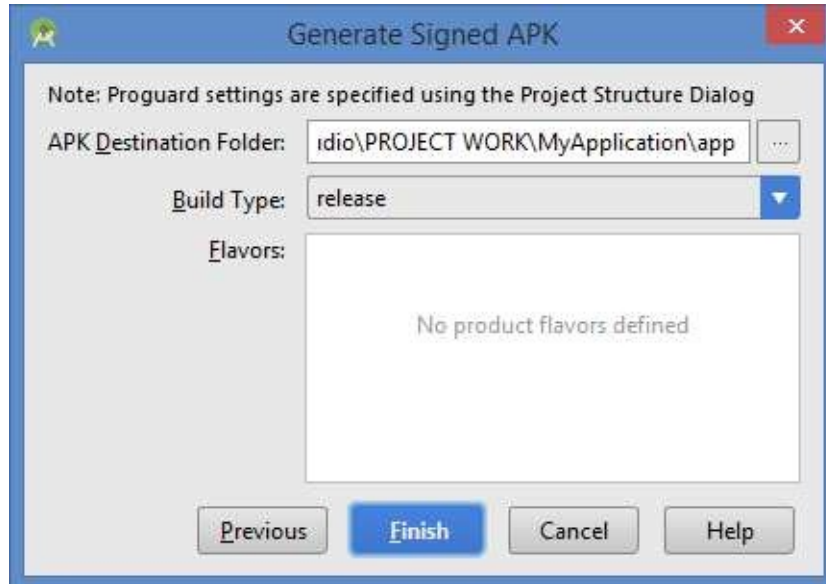 Generate Signed APK
Note: Proguard settings are specified using the Project Structure Dialog
APK Destination Folder: ıdio\PROJECT WORK\MyApplication\app ...
Build Type: release
Flavors:
No product flavors defined
Previous Finish Cancel Help